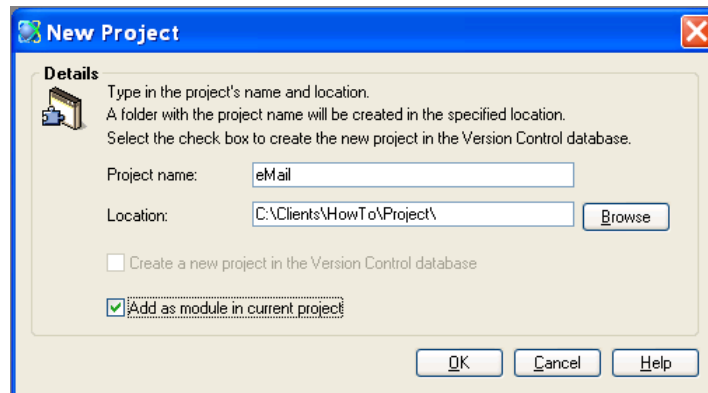 New Project
Details
Type in the project's name and location.
A folder with the project name will be created in the specified location.
Select the check box to create the new project in the Version Control database.
Project name: eMail
Location: C:\Clients\HowTo\Project\ Browse
Create a new project in the Version Control database
Add as module in current project
OK Cancel Help